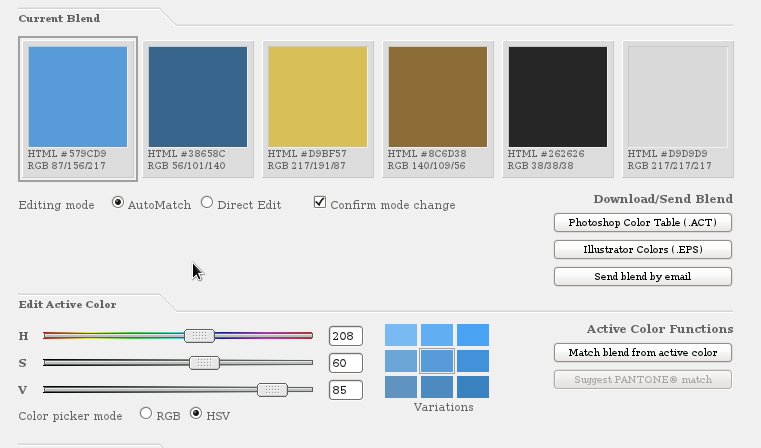 Current Blend
HTML #579CD9
RGB 87/156/217
HTML #38658C
RGB 56/101/140
HTML #D9BF57
RGB 217/191/87
HTML #8C6D38
RGB 140/109/56
HTML #262626
RGB 38/38/38
HTML #D9D9D9
RGB 217/217/217
Editing mode AutoMatch Direct Edit Confirm mode change
Download/Send Blend
Photoshop Color Table (.ACT)
Illustrator Colors (.EPS)
Send blend by email
Edit Active Color
H 208
S 60
V 85
Color picker mode RGB HSV
Variations
Active Color Functions
Match blend from active color
Suggest PANTONE® match